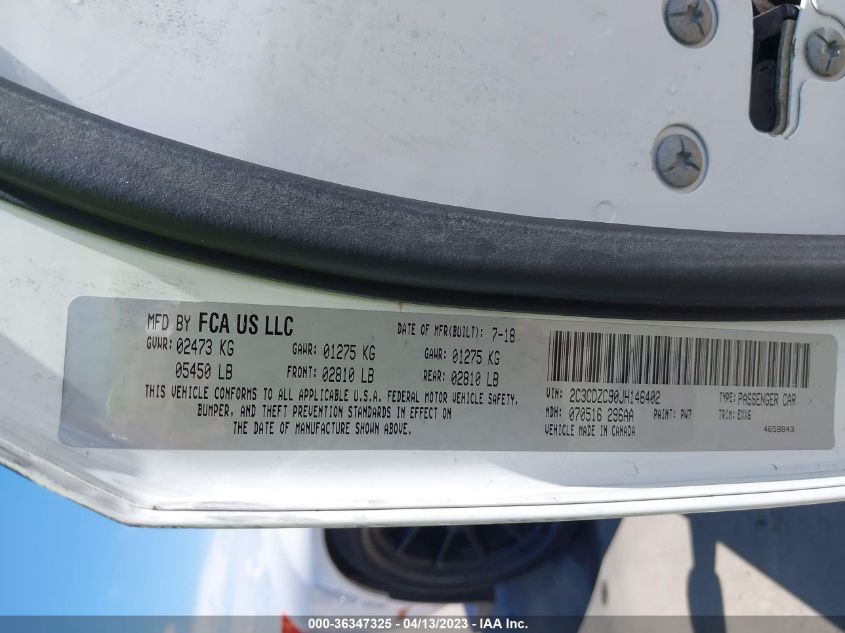 MFD BY FCA US LLC
DATE OF MFR(BUILT): 7-18
GVWR: 02473 KG GAWR: 01275 KG GAWR: 01275 KG
05450 LB FRONT: 02810 LB REAR: 02810 LB
THIS VEHICLE CONFORMS TO ALL APPLICABLE U.S.A. FEDERAL MOTOR VEHICLE SAFETY,
BUMPER, AND THEFT PREVENTION STANDARDS IN EFFECT ON
THE DATE OF MANUFACTURE SHOWN ABOVE.
VIN: 2C3CDZC90JH146402 TYPE: PASSENGER CAR
MDH: 070516 296AA PAINT: PW7 TRIM: EXX6
VEHICLE MADE IN CANADA 4658843
000-36347325 - 04/13/2023 - IAA Inc.